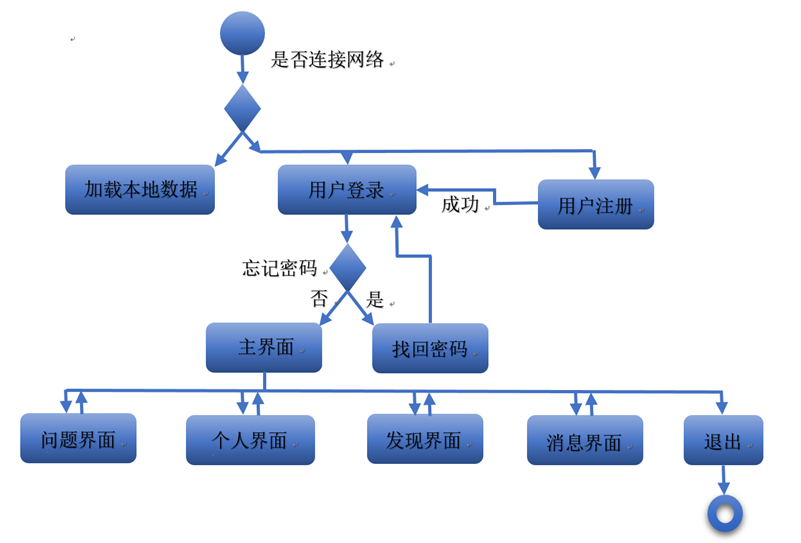 是否连接网络
加载本地数据
用户登录
成功
用户注册
忘记密码
否
是
主界面
找回密码
问题界面
个人界面
发现界面
消息界面
退出